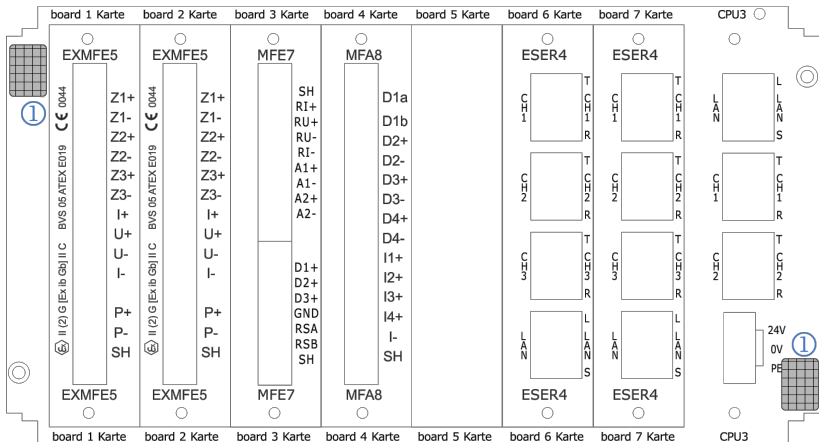 board 1 Karte board 2 Karte board 3 Karte board 4 Karte board 5 Karte board 6 Karte board 7 Karte CPU3
EXMFE5 EXMFE5 MFE7 MFA8 ESER4 ESER4
1
II (2) G [Ex ib Gb] II C BVS 05 ATEX E019 CE 0044
Z1+
Z1-
Z2+
Z2-
Z3+
Z3-
I+
U+
U-
I-
P+
P-
SH
II (2) G [Ex ib Gb] II C BVS 05 ATEX E019 CE 0044
Z1+
Z1-
Z2+
Z2-
Z3+
Z3-
I+
U+
U-
I-
P+
P-
SH
SH
RI+
RU+
RU-
RI-
A1+
A1-
A2+
A2-
D1+
D2+
D3+
GND
RSA
RSB
SH
D1a
D1b
D2+
D2-
D3+
D3-
D4+
D4-
I1+
I2+
I3+
I4+
I-
SH
CH1
T CH1 R
CH2
T CH2 R
CH3
T CH3 R
LAN
L LAN S
CH1
T CH1 R
CH2
T CH2 R
CH3
T CH3 R
LAN
L LAN S
LAN
L LAN S
CH1
T CH1 R
CH2
T CH2 R
24V
0V
PE
1
EXMFE5 EXMFE5 MFE7 MFA8 ESER4 ESER4
board 1 Karte board 2 Karte board 3 Karte board 4 Karte board 5 Karte board 6 Karte board 7 Karte CPU3